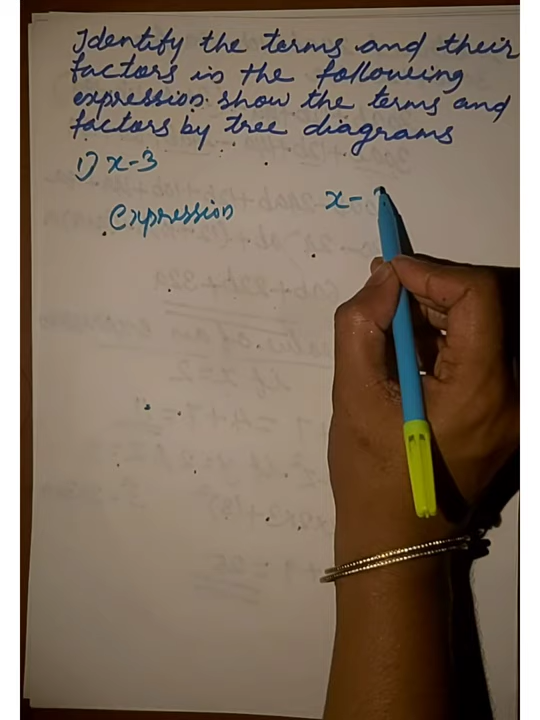 Identify the terms and their
factors in the following
expression. show the terms and
factors by tree diagrams
1) x-3
Expression x-